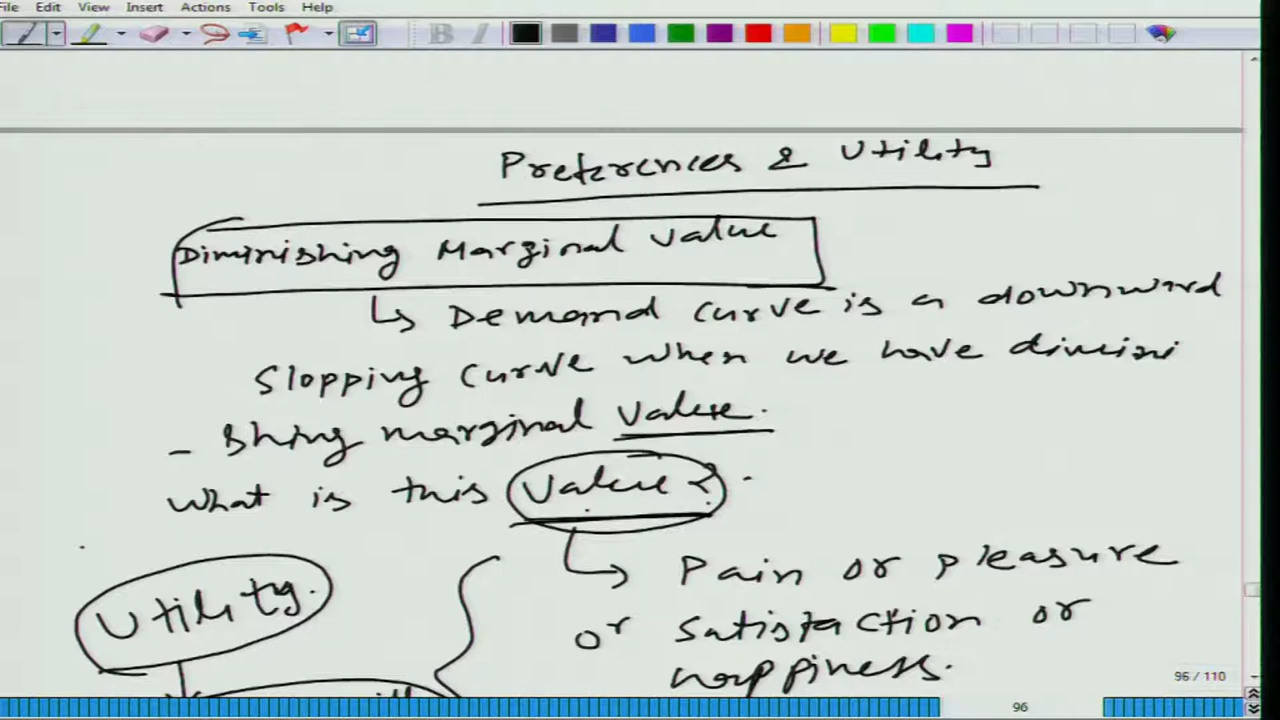 File Edit View Insert Actions Tools Help
Preferences & Utility
Diminishing Marginal Value
↳ Demand curve is a downward
Slopping curve when we have dimini
- shing marginal value.
What is this Value?
↳ Pain or pleasure
or satisfaction or
happiness.
Utility.
96 / 110
96